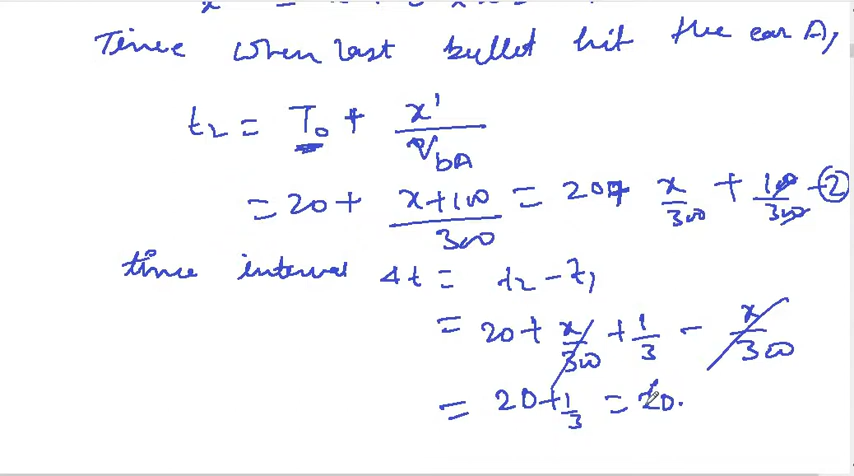 Time when last bullet hit the car A,
t₂ = T₀ + x'/V_bA
= 20 + (x+100)/300 = 20 + x/300 + 100/300 - ②
time interval Δt = t₂ - t₁
= 20 + x/300 + 1/3 - x/300
= 20 + 1/3 = 20.